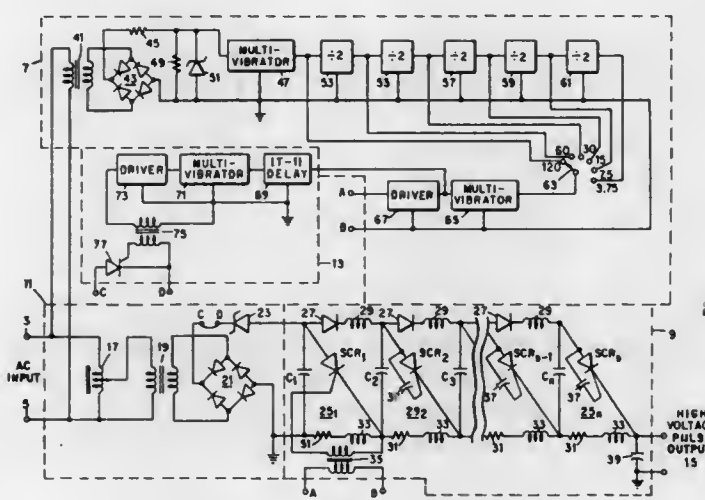 41
45
7
43
49
51
MULTI-
VIBRATOR
47
÷2
53
÷2
55
÷2
57
÷2
59
÷2
61
60
120
30
15
7.5
3.75
63
DRIVER
73
MULTI-
VIBRATOR
71
17-11
DELAY
69
A
B
DRIVER
67
MULTI-
VIBRATOR
65
75
77
C
D
13
11
3
AC
INPUT
5
17
19
C D
21
23
27
29
27
29
27
29
9
SCR1
SCR2
SCRn-1
SCRn
C1
C2
C3
Cn
37
37
37
251
292
25n
31
33
31
33
31
33
31
33
35
A
B
39
HIGH
VOLTAGE
PULSE
OUTPUT
15